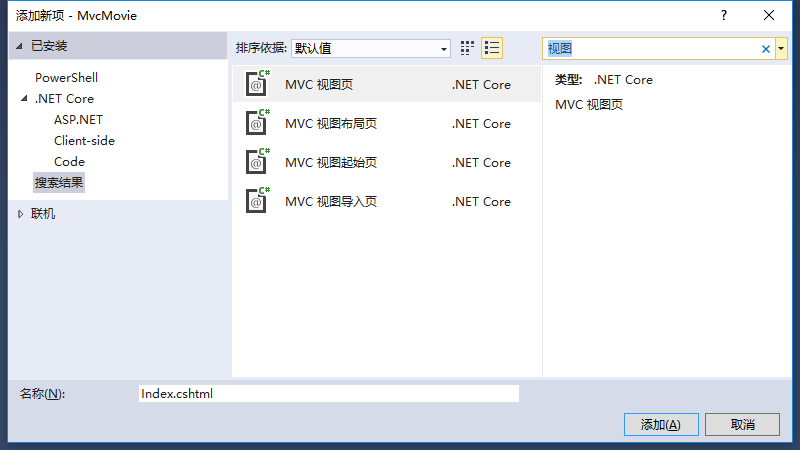 添加新项 - MvcMovie
?
已安装
PowerShell
.NET Core
ASP.NET
Client-side
Code
搜索结果
联机
排序依据: 默认值
C# @ MVC 视图页 .NET Core
C# @ MVC 视图布局页 .NET Core
C# @ MVC 视图起始页 .NET Core
C# @ MVC 视图导入页 .NET Core
视图
类型: .NET Core
MVC 视图页
名称(N): Index.cshtml
添加(A) 取消